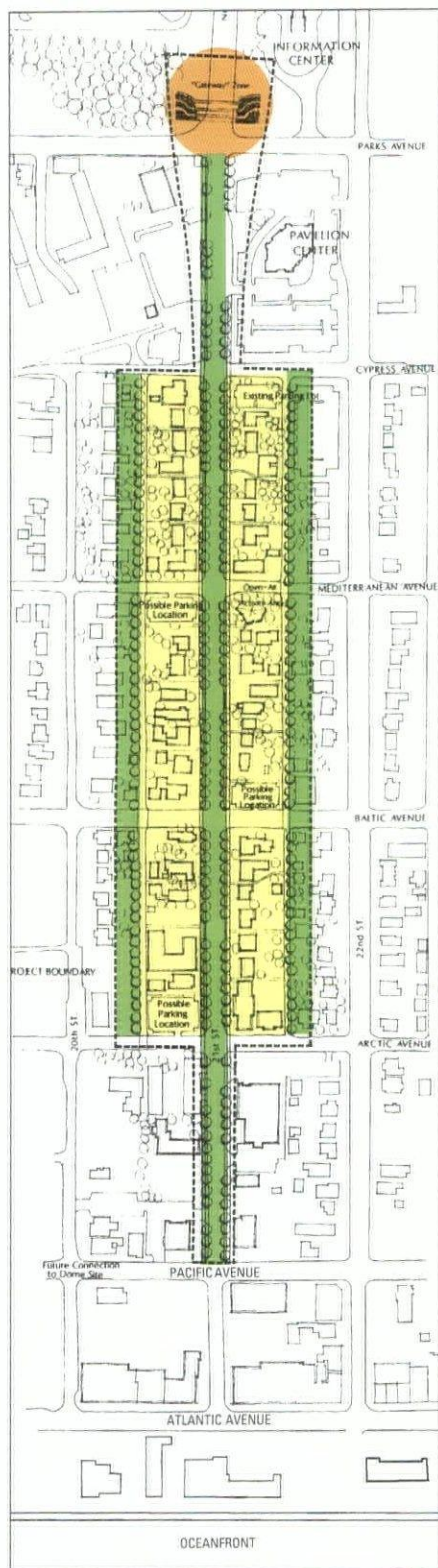 INFORMATION
CENTER
"Gateway" Zone
PARKS AVENUE
PAVILLION
CENTER
CYPRESS AVENUE
Existing Parking Lot
Open-Air
MEDITERRANEAN AVENUE
Possible Parking
Location
Possible
Parking
Location
BALTIC AVENUE
22nd ST
ROJECT BOUNDARY
Possible
Parking
Location
20th ST
21st ST
ARCTIC AVENUE
Future Connection
to Dome Site
PACIFIC AVENUE
ATLANTIC AVENUE
OCEANFRONT